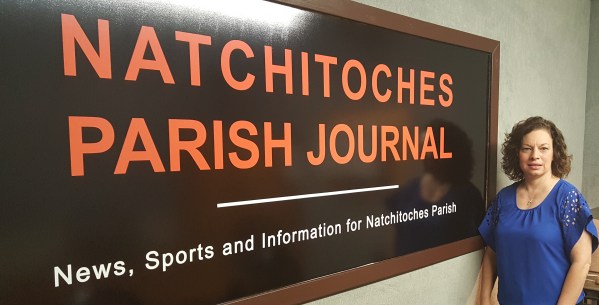 NATCHITOCHES
PARISH JOURNAL
News, Sports and Information for Natchitoches Parish